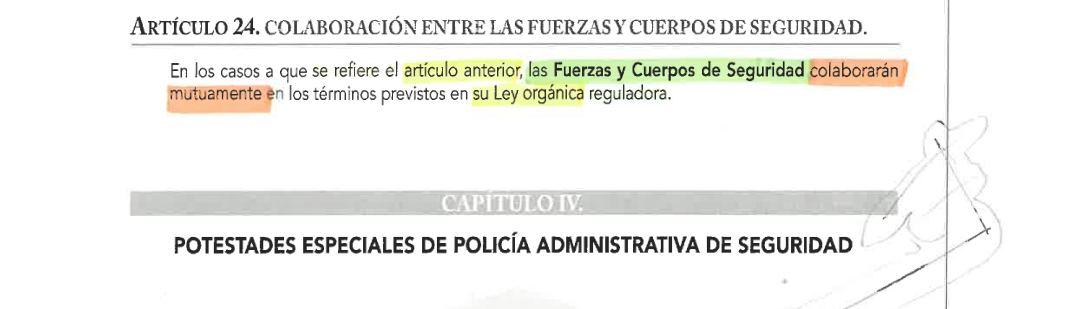 ARTÍCULO 24. COLABORACIÓN ENTRE LAS FUERZAS Y CUERPOS DE SEGURIDAD.
En los casos a que se refiere el artículo anterior, las Fuerzas y Cuerpos de Seguridad colaborarán
mutuamente en los términos previstos en su Ley orgánica reguladora.
CAPÍTULO IV.
POTESTADES ESPECIALES DE POLICÍA ADMINISTRATIVA DE SEGURIDAD